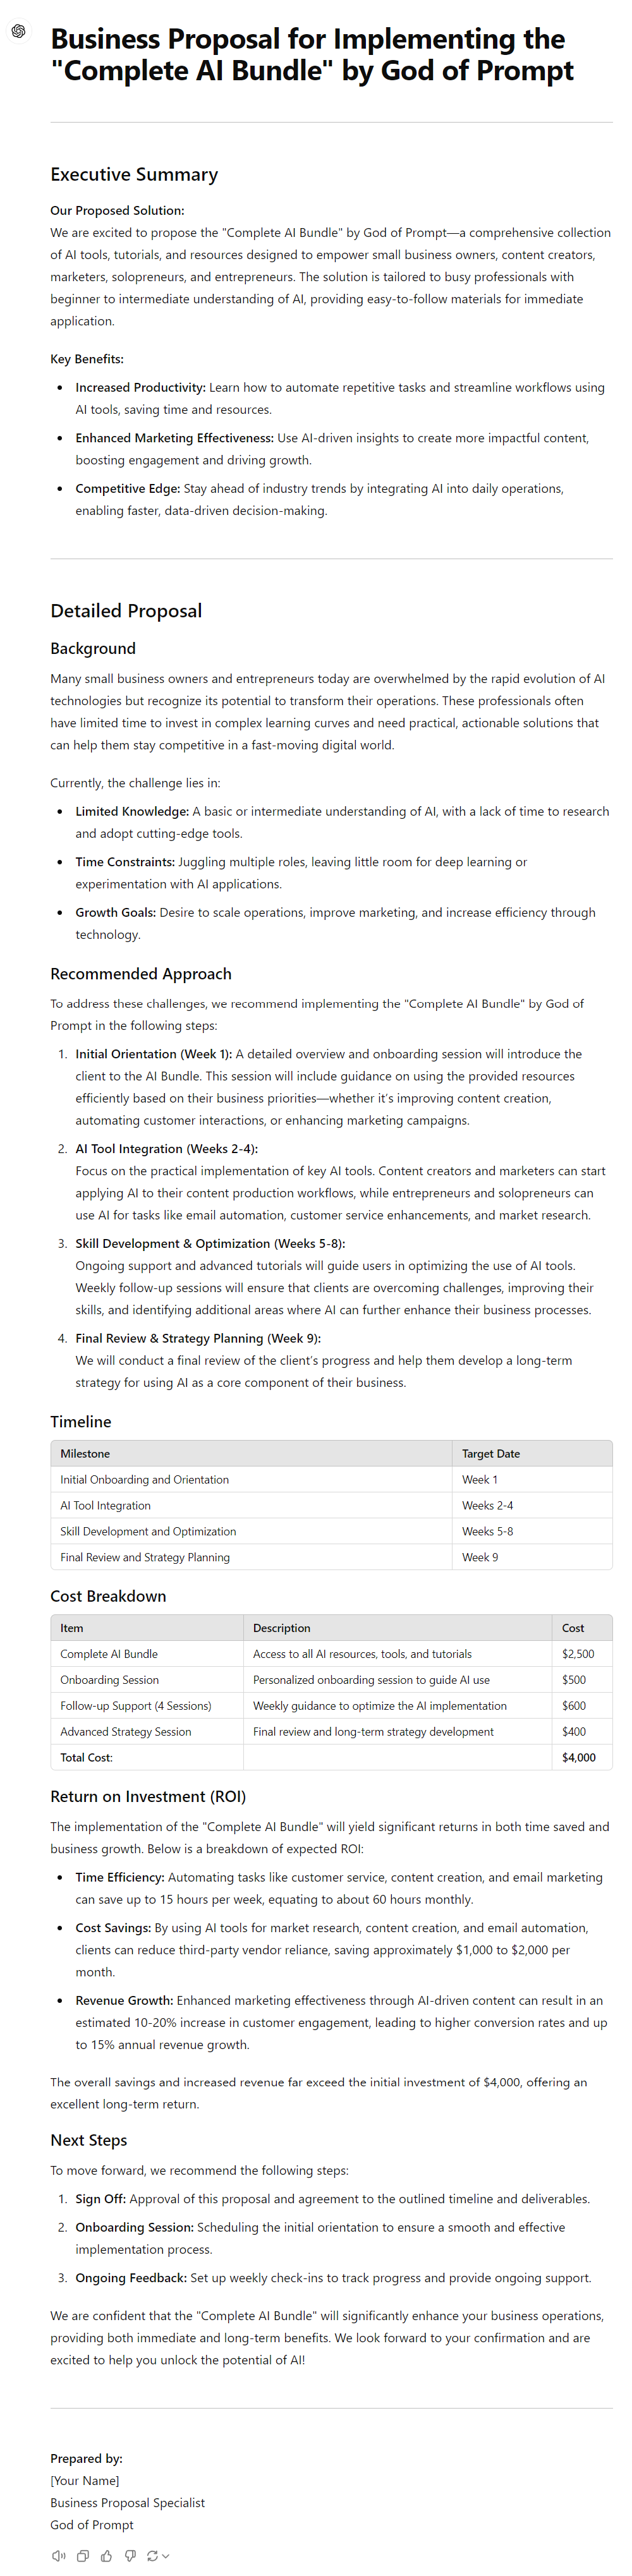 Business Proposal for Implementing the
"Complete AI Bundle" by God of Prompt
Executive Summary
Our Proposed Solution:
We are excited to propose the "Complete AI Bundle" by God of Prompt—a comprehensive collection
of AI tools, tutorials, and resources designed to empower small business owners, content creators,
marketers, solopreneurs, and entrepreneurs. The solution is tailored to busy professionals with
beginner to intermediate understanding of AI, providing easy-to-follow materials for immediate
application.
Key Benefits:
• Increased Productivity: Learn how to automate repetitive tasks and streamline workflows using
AI tools, saving time and resources.
• Enhanced Marketing Effectiveness: Use AI-driven insights to create more impactful content,
boosting engagement and driving growth.
• Competitive Edge: Stay ahead of industry trends by integrating AI into daily operations,
enabling faster, data-driven decision-making.
Detailed Proposal
Background
Many small business owners and entrepreneurs today are overwhelmed by the rapid evolution of AI
technologies but recognize its potential to transform their operations. These professionals often
have limited time to invest in complex learning curves and need practical, actionable solutions that
can help them stay competitive in a fast-moving digital world.
Currently, the challenge lies in:
• Limited Knowledge: A basic or intermediate understanding of AI, with a lack of time to research
and adopt cutting-edge tools.
• Time Constraints: Juggling multiple roles, leaving little room for deep learning or
experimentation with AI applications.
• Growth Goals: Desire to scale operations, improve marketing, and increase efficiency through
technology.
Recommended Approach
To address these challenges, we recommend implementing the "Complete AI Bundle" by God of
Prompt in the following steps:
1. Initial Orientation (Week 1): A detailed overview and onboarding session will introduce the
client to the AI Bundle. This session will include guidance on using the provided resources
efficiently based on their business priorities—whether it's improving content creation,
automating customer interactions, or enhancing marketing campaigns.
2. AI Tool Integration (Weeks 2-4):
Focus on the practical implementation of key AI tools. Content creators and marketers can start
applying AI to their content production workflows, while entrepreneurs and solopreneurs can
use AI for tasks like email automation, customer service enhancements, and market research.
3. Skill Development & Optimization (Weeks 5-8):
Ongoing support and advanced tutorials will guide users in optimizing the use of AI tools.
Weekly follow-up sessions will ensure that clients are overcoming challenges, improving their
skills, and identifying additional areas where AI can further enhance their business processes.
4. Final Review & Strategy Planning (Week 9):
We will conduct a final review of the client's progress and help them develop a long-term
strategy for using AI as a core component of their business.
Timeline
Milestone Target Date
Initial Onboarding and Orientation Week 1
AI Tool Integration Weeks 2-4
Skill Development and Optimization Weeks 5-8
Final Review and Strategy Planning Week 9
Cost Breakdown
Item Description Cost
Complete AI Bundle Access to all AI resources, tools, and tutorials $2,500
Onboarding Session Personalized onboarding session to guide AI use $500
Follow-up Support (4 Sessions) Weekly guidance to optimize the AI implementation $600
Advanced Strategy Session Final review and long-term strategy development $400
Total Cost: $4,000
Return on Investment (ROI)
The implementation of the "Complete AI Bundle" will yield significant returns in both time saved and
business growth. Below is a breakdown of expected ROI:
• Time Efficiency: Automating tasks like customer service, content creation, and email marketing
can save up to 15 hours per week, equating to about 60 hours monthly.
• Cost Savings: By using AI tools for market research, content creation, and email automation,
clients can reduce third-party vendor reliance, saving approximately $1,000 to $2,000 per
month.
• Revenue Growth: Enhanced marketing effectiveness through AI-driven content can result in an
estimated 10-20% increase in customer engagement, leading to higher conversion rates and up
to 15% annual revenue growth.
The overall savings and increased revenue far exceed the initial investment of $4,000, offering an
excellent long-term return.
Next Steps
To move forward, we recommend the following steps:
1. Sign Off: Approval of this proposal and agreement to the outlined timeline and deliverables.
2. Onboarding Session: Scheduling the initial orientation to ensure a smooth and effective
implementation process.
3. Ongoing Feedback: Set up weekly check-ins to track progress and provide ongoing support.
We are confident that the "Complete AI Bundle" will significantly enhance your business operations,
providing both immediate and long-term benefits. We look forward to your confirmation and are
excited to help you unlock the potential of AI!
Prepared by:
[Your Name]
Business Proposal Specialist
God of Prompt